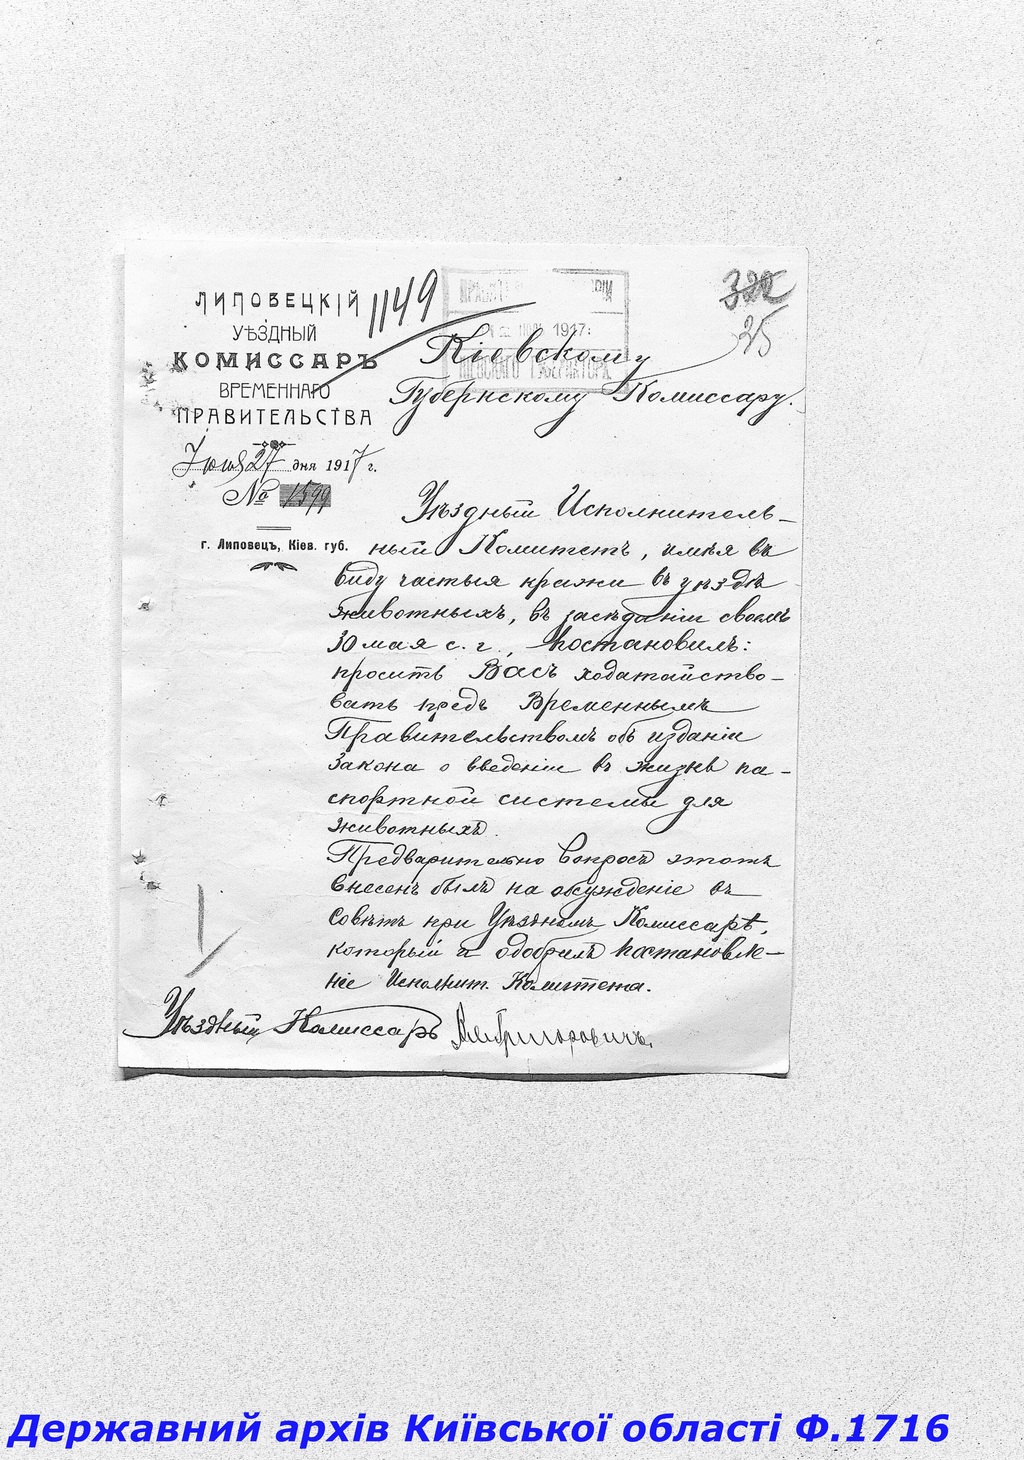 ЛИПОВЕЦКІЙ
УѢЗДНЫЙ
КОМИССАРЪ
ВРЕМЕННАГО
ПРАВИТЕЛЬСТВА
Іюня 27 дня 1917 г.
№ 1599
г. Липовецъ, Кіев. губ.
1149
1917:
25
Кіевскому
Губернскому Комиссару.
Уѣздный Исполнитель-
ный Комитетъ, имѣя въ
виду частыя кражи въ уѣздѣ
животныхъ, въ засѣданіи своемъ
30 мая с. г., постановилъ:
просить Васъ ходатайство-
вать предъ Временнымъ
Правительствомъ объ изданіи
закона о введеніи въ жизнь па-
спортной системы для
животныхъ.
Предварительно вопросъ этотъ
внесенъ былъ на обсужденіе въ
Совѣтъ при Уѣздномъ Комиссарѣ,
который и одобрилъ постановле-
ніе Исполнит. Комитета.
Уѣздный Комиссаръ Григоровичъ.
Державний архів Київської області Ф.1716